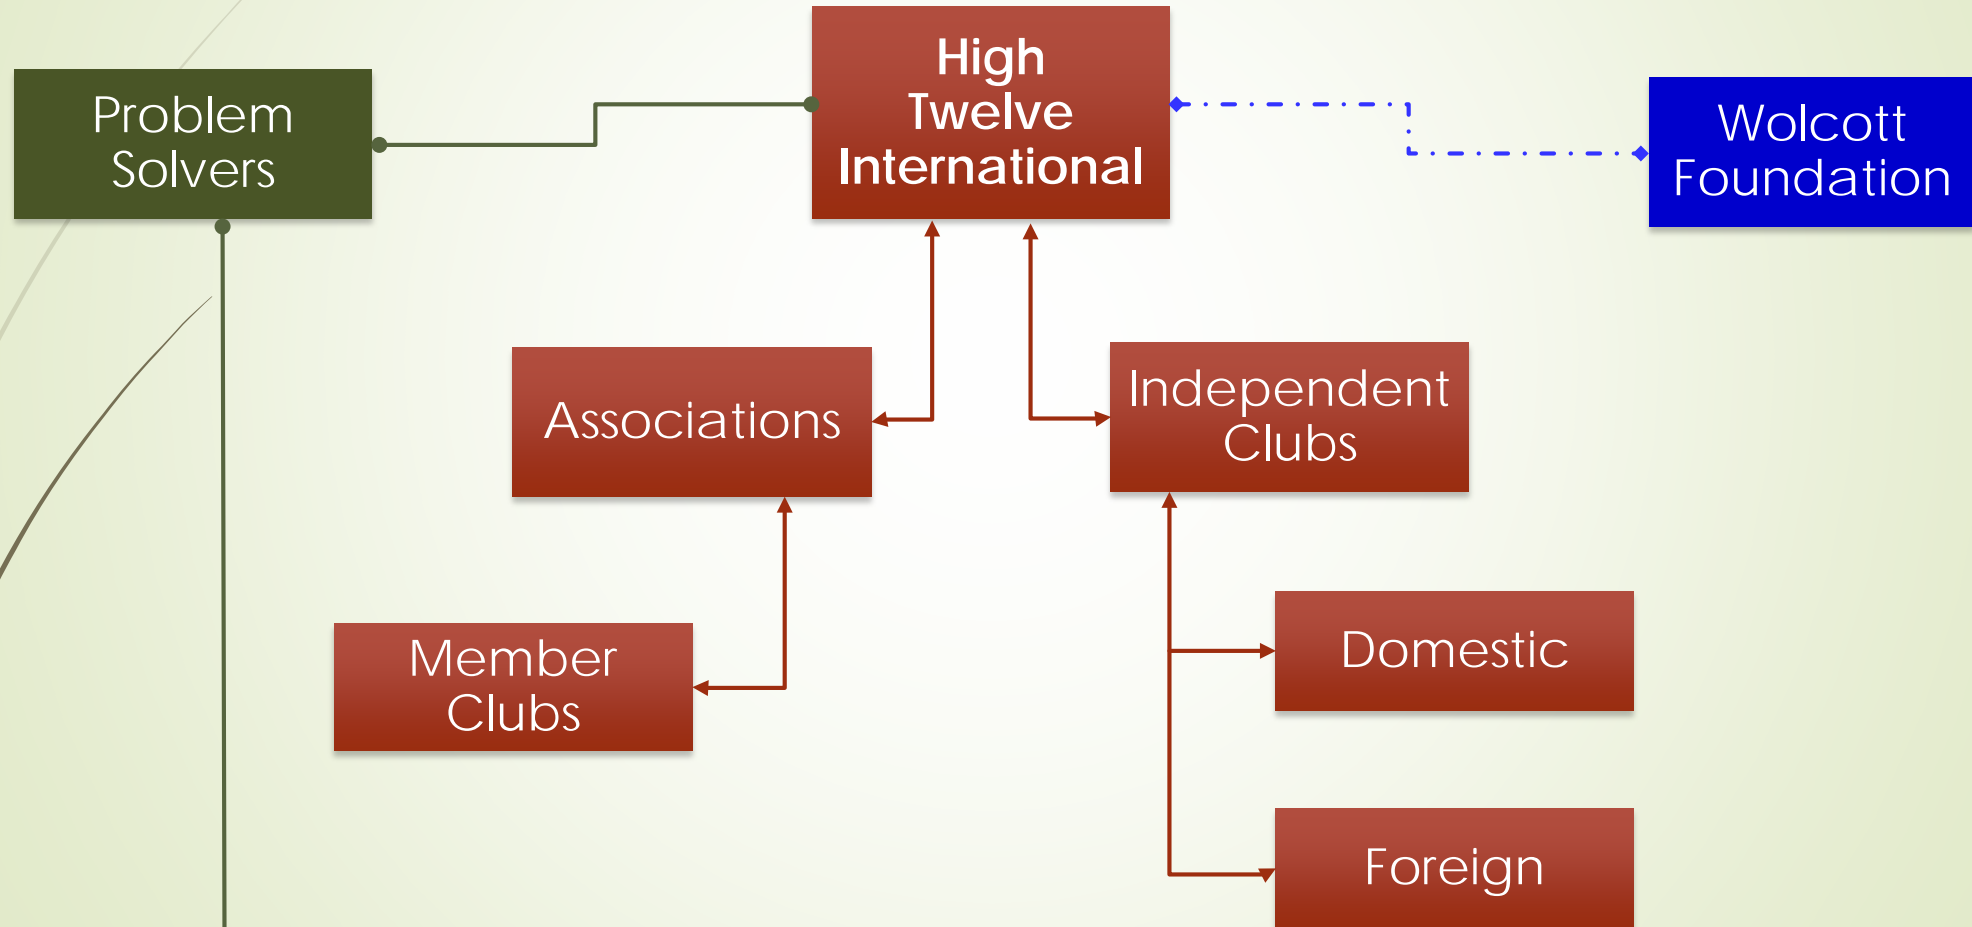 High
Twelve
International
Problem
Solvers
Wolcott
Foundation
Associations
Independent
Clubs
Member
Clubs
Domestic
Foreign